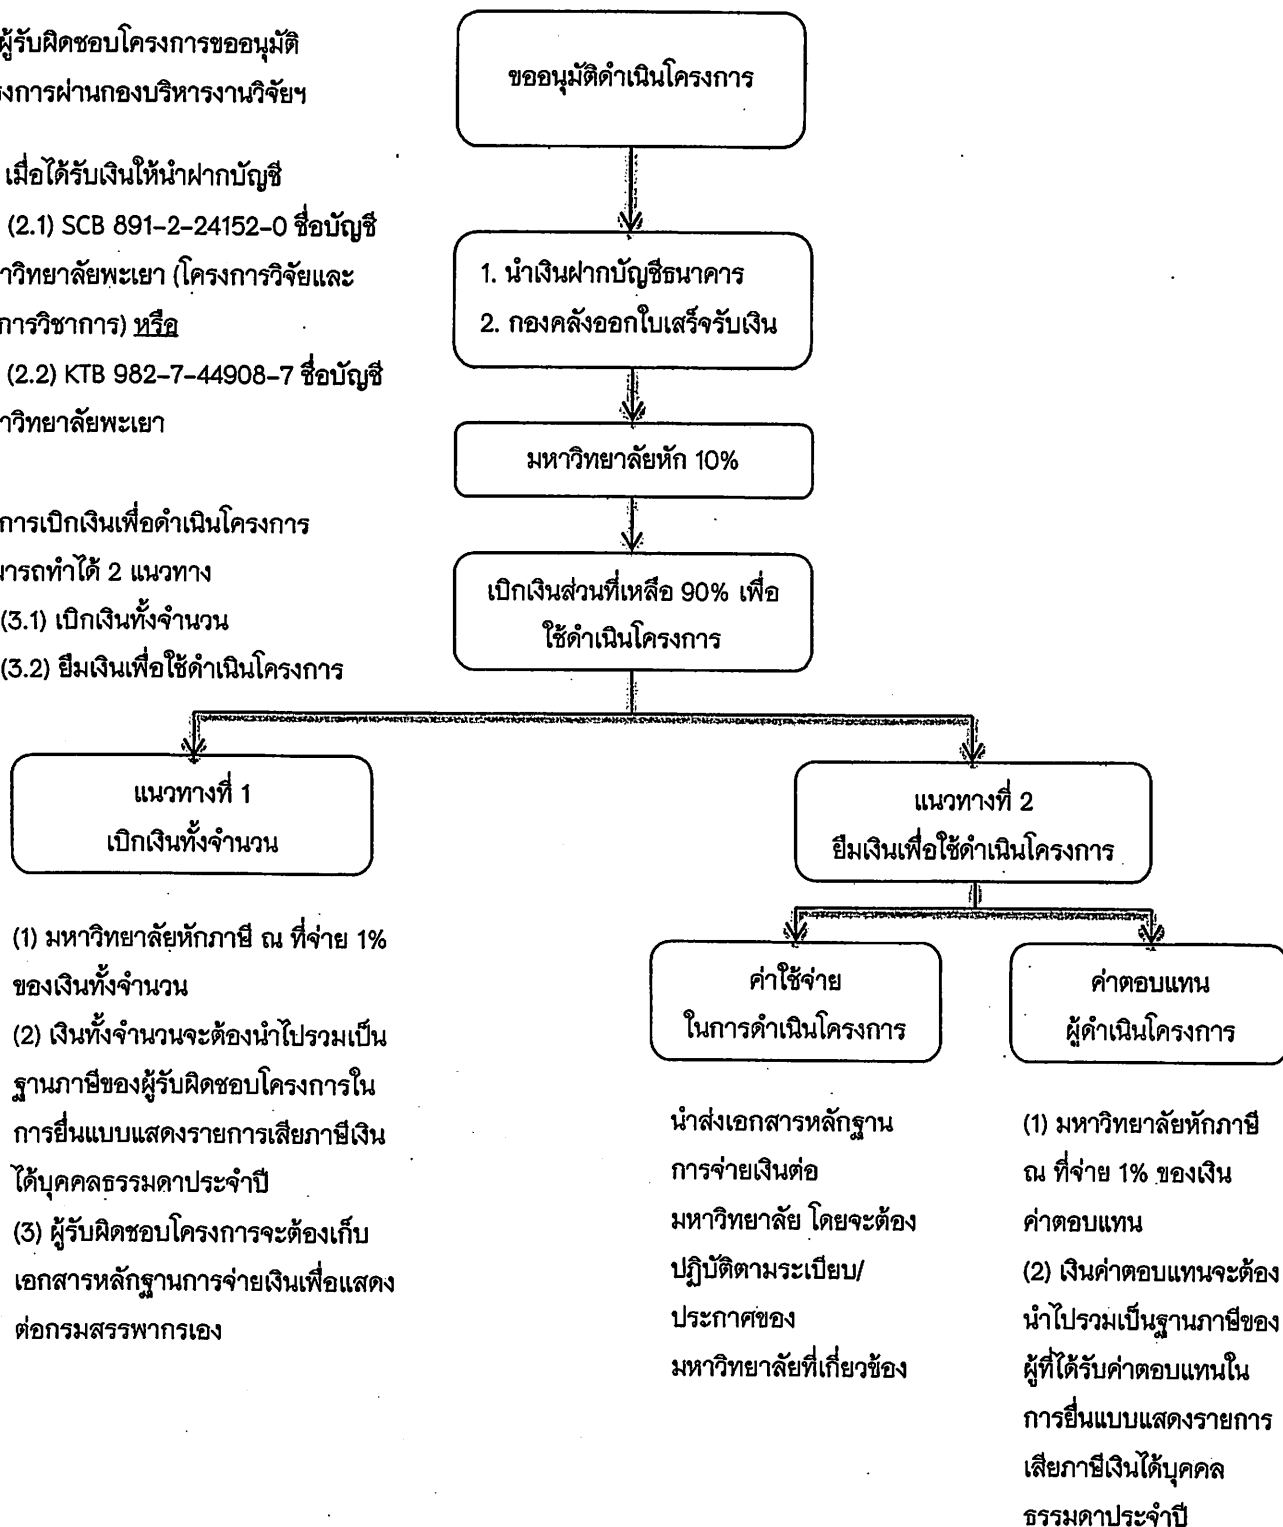 ผู้รับผิดชอบโครงการขออนุมัติ
งการผ่านกองบริหารงานวิจัยฯ
เมื่อได้รับเงินให้นำฝากบัญชี
(2.1) SCB 891-2-24152-0 ชื่อบัญชี
าวิทยาลัยพะเยา (โครงการวิจัยและ
การวิชาการ) หรือ
(2.2) KTB 982-7-44908-7 ชื่อบัญชี
าวิทยาลัยพะเยา
การเบิกเงินเพื่อดำเนินโครงการ
มารถทำได้ 2 แนวทาง
(3.1) เบิกเงินทั้งจำนวน
(3.2) ยืมเงินเพื่อใช้ดำเนินโครงการ
ขออนุมัติดำเนินโครงการ
1. นำเงินฝากบัญชีธนาคาร
2. กองคลังออกใบเสร็จรับเงิน
มหาวิทยาลัยหัก 10%
เบิกเงินส่วนที่เหลือ 90% เพื่อ
ใช้ดำเนินโครงการ
แนวทางที่ 1
เบิกเงินทั้งจำนวน
(1) มหาวิทยาลัยหักภาษี ณ ที่จ่าย 1%
ของเงินทั้งจำนวน
(2) เงินทั้งจำนวนจะต้องนำไปรวมเป็น
ฐานภาษีของผู้รับผิดชอบโครงการใน
การยื่นแบบแสดงรายการเสียภาษีเงิน
ได้บุคคลธรรมดาประจำปี
(3) ผู้รับผิดชอบโครงการจะต้องเก็บ
เอกสารหลักฐานการจ่ายเงินเพื่อแสดง
ต่อกรมสรรพากรเอง
แนวทางที่ 2
ยืมเงินเพื่อใช้ดำเนินโครงการ
ค่าใช้จ่าย
ในการดำเนินโครงการ
นำส่งเอกสารหลักฐาน
การจ่ายเงินต่อ
มหาวิทยาลัย โดยจะต้อง
ปฏิบัติตามระเบียบ/
ประกาศของ
มหาวิทยาลัยที่เกี่ยวข้อง
ค่าตอบแทน
ผู้ดำเนินโครงการ
(1) มหาวิทยาลัยหักภาษี
ณ ที่จ่าย 1% ของเงิน
ค่าตอบแทน
(2) เงินค่าตอบแทนจะต้อง
นำไปรวมเป็นฐานภาษีของ
ผู้ที่ได้รับค่าตอบแทนใน
การยื่นแบบแสดงรายการ
เสียภาษีเงินได้บุคคล
ธรรมดาประจำปี